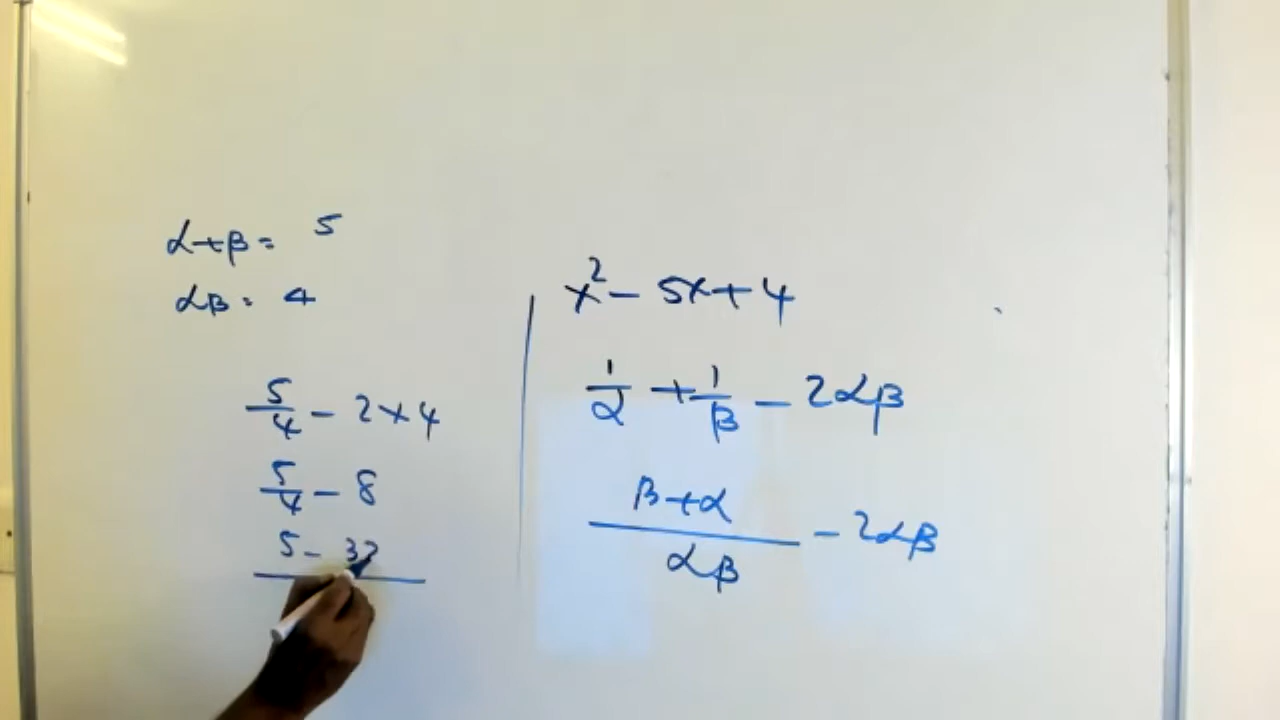 α+β = 5
αβ = 4
5/4 - 2×4
5/4 - 8
5 - 32
x² - 5x + 4
1/α + 1/β - 2αβ
(β+α)/αβ - 2αβ